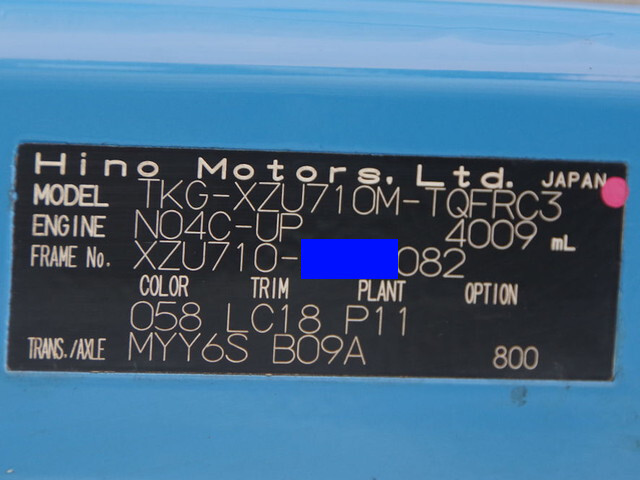 Hino Motors, Ltd. JAPAN
MODEL TKG-XZU710M-TQFRC3
ENGINE N04C-UP 4009 mL
FRAME No. XZU710- 082
COLOR TRIM PLANT OPTION
058 LC18 P11
TRANS./AXLE MYY6S B09A 800